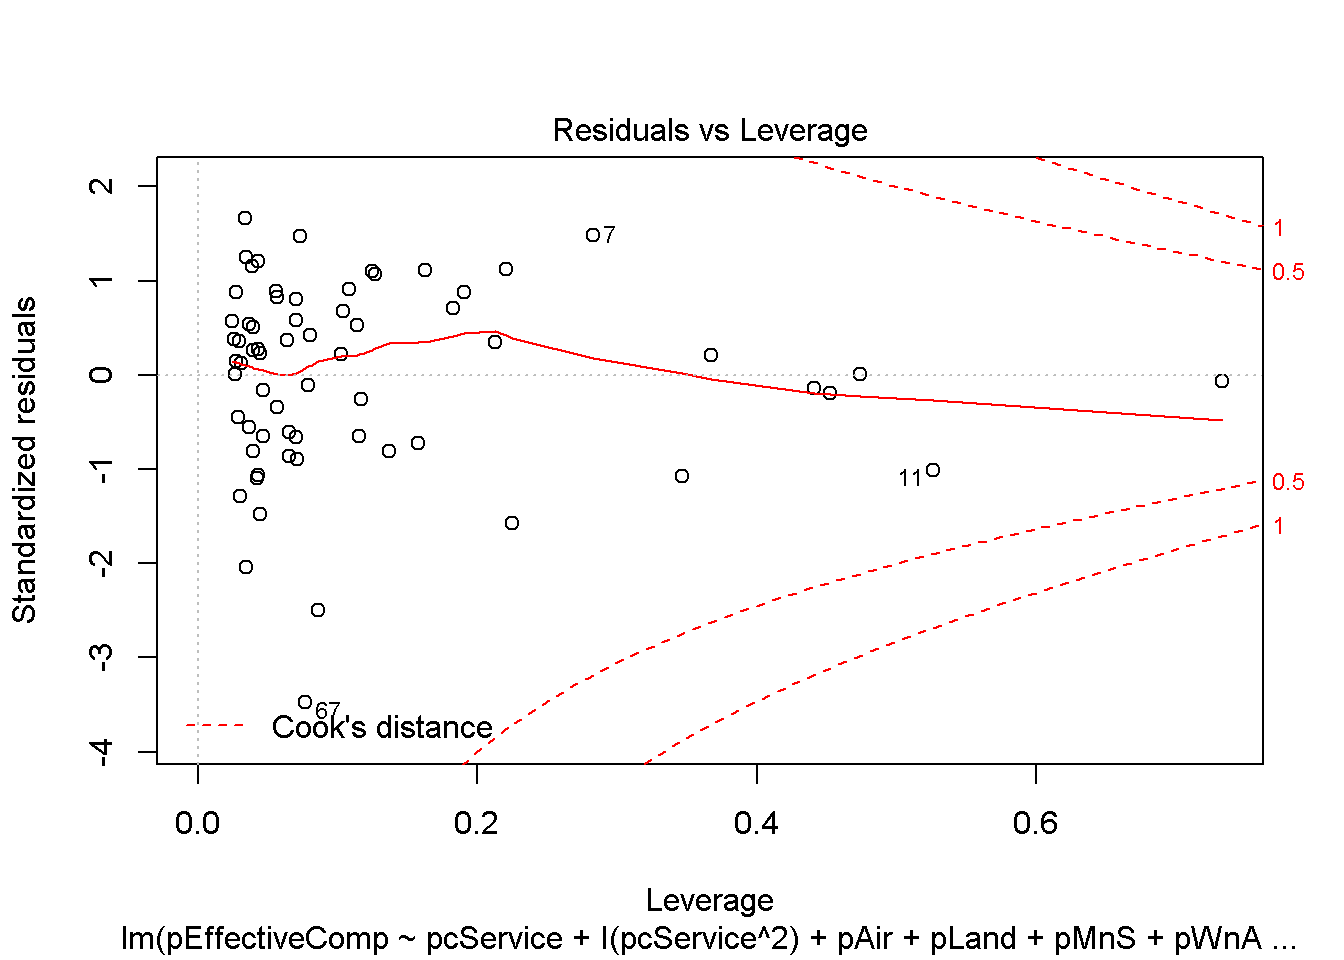 Residuals vs Leverage
Standardized residuals
2
1
0
-1
-2
-3
-4
7
11
67
1
0.5
0.5
1
Cook's distance
0.0 0.2 0.4 0.6
Leverage
lm(pEffectiveComp ~ pcService + I(pcService^2) + pAir + pLand + pMnS + pWnA ...